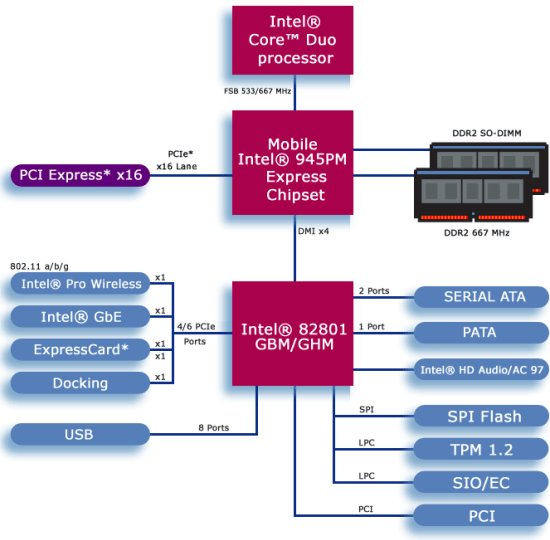 Intel®
Core™ Duo
processor
FSB 533/667 MHz
Mobile
Intel® 945PM
Express
Chipset
PCIe*
x16 Lane
PCI Express* x16
DDR2 SO-DIMM
DDR2 667 MHz
DMI x4
802.11 a/b/g
Intel® Pro Wireless
x1
Intel® GbE
x1
ExpressCard*
x1
x1
Docking
4/6 PCIe
Ports
Intel® 82801
GBM/GHM
2 Ports
SERIAL ATA
1 Port
PATA
Intel® HD Audio/AC 97
USB
8 Ports
SPI
SPI Flash
LPC
TPM 1.2
LPC
SIO/EC
PCI
PCI